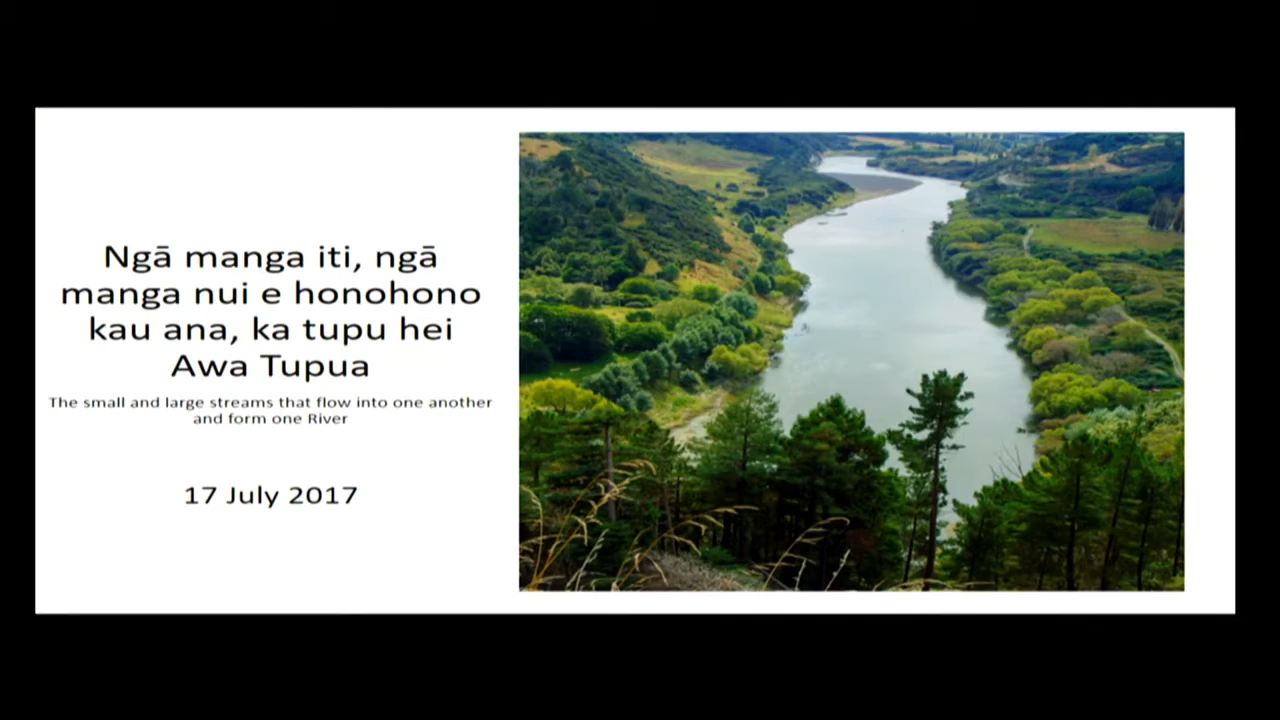 Ngā manga iti, ngā
manga nui e honohono
kau ana, ka tupu hei
Awa Tupua
The small and large streams that flow into one another
and form one River
17 July 2017